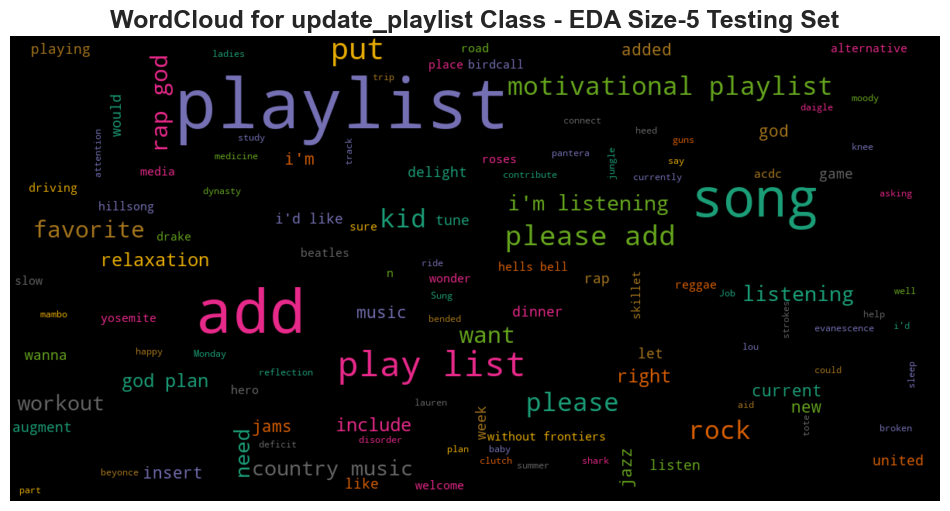 WordCloud for update_playlist Class - EDA Size-5 Testing Set
playing
ladies
put
road
added
alternative
place
birdcall
rap god
trip
playlist
motivational playlist
moody
daigle
would
attention
study
track
connect
heed
guns
god
knee
medicine
i'm
roses
pantera
jungle
say
media
delight
contribute
currently
acdc
game
driving
dynasty
asking
hillsong
i'd like
kid
tune
i'm listening
song
favorite
drake
sure
please add
relaxation
beatles
ride
hells bell
slow
n
wonder
rap
skillet
reggae
Job
listening
well
add
Sung
mambo
yosemite
music
bended
dinner
strokes
help
evanescence
i'd
want
wanna
happy
Monday
play list
let
lou
god plan
reflection
right
could
sleep
hero
current
workout
lauren
please
aid
new
augment
jams
include
week
without frontiers
rock
tote
broken
need
deficit
disorder
plan
baby
beyonce
insert
country music
clutch
summer
shark
jazz
listen
united
part
like
welcome